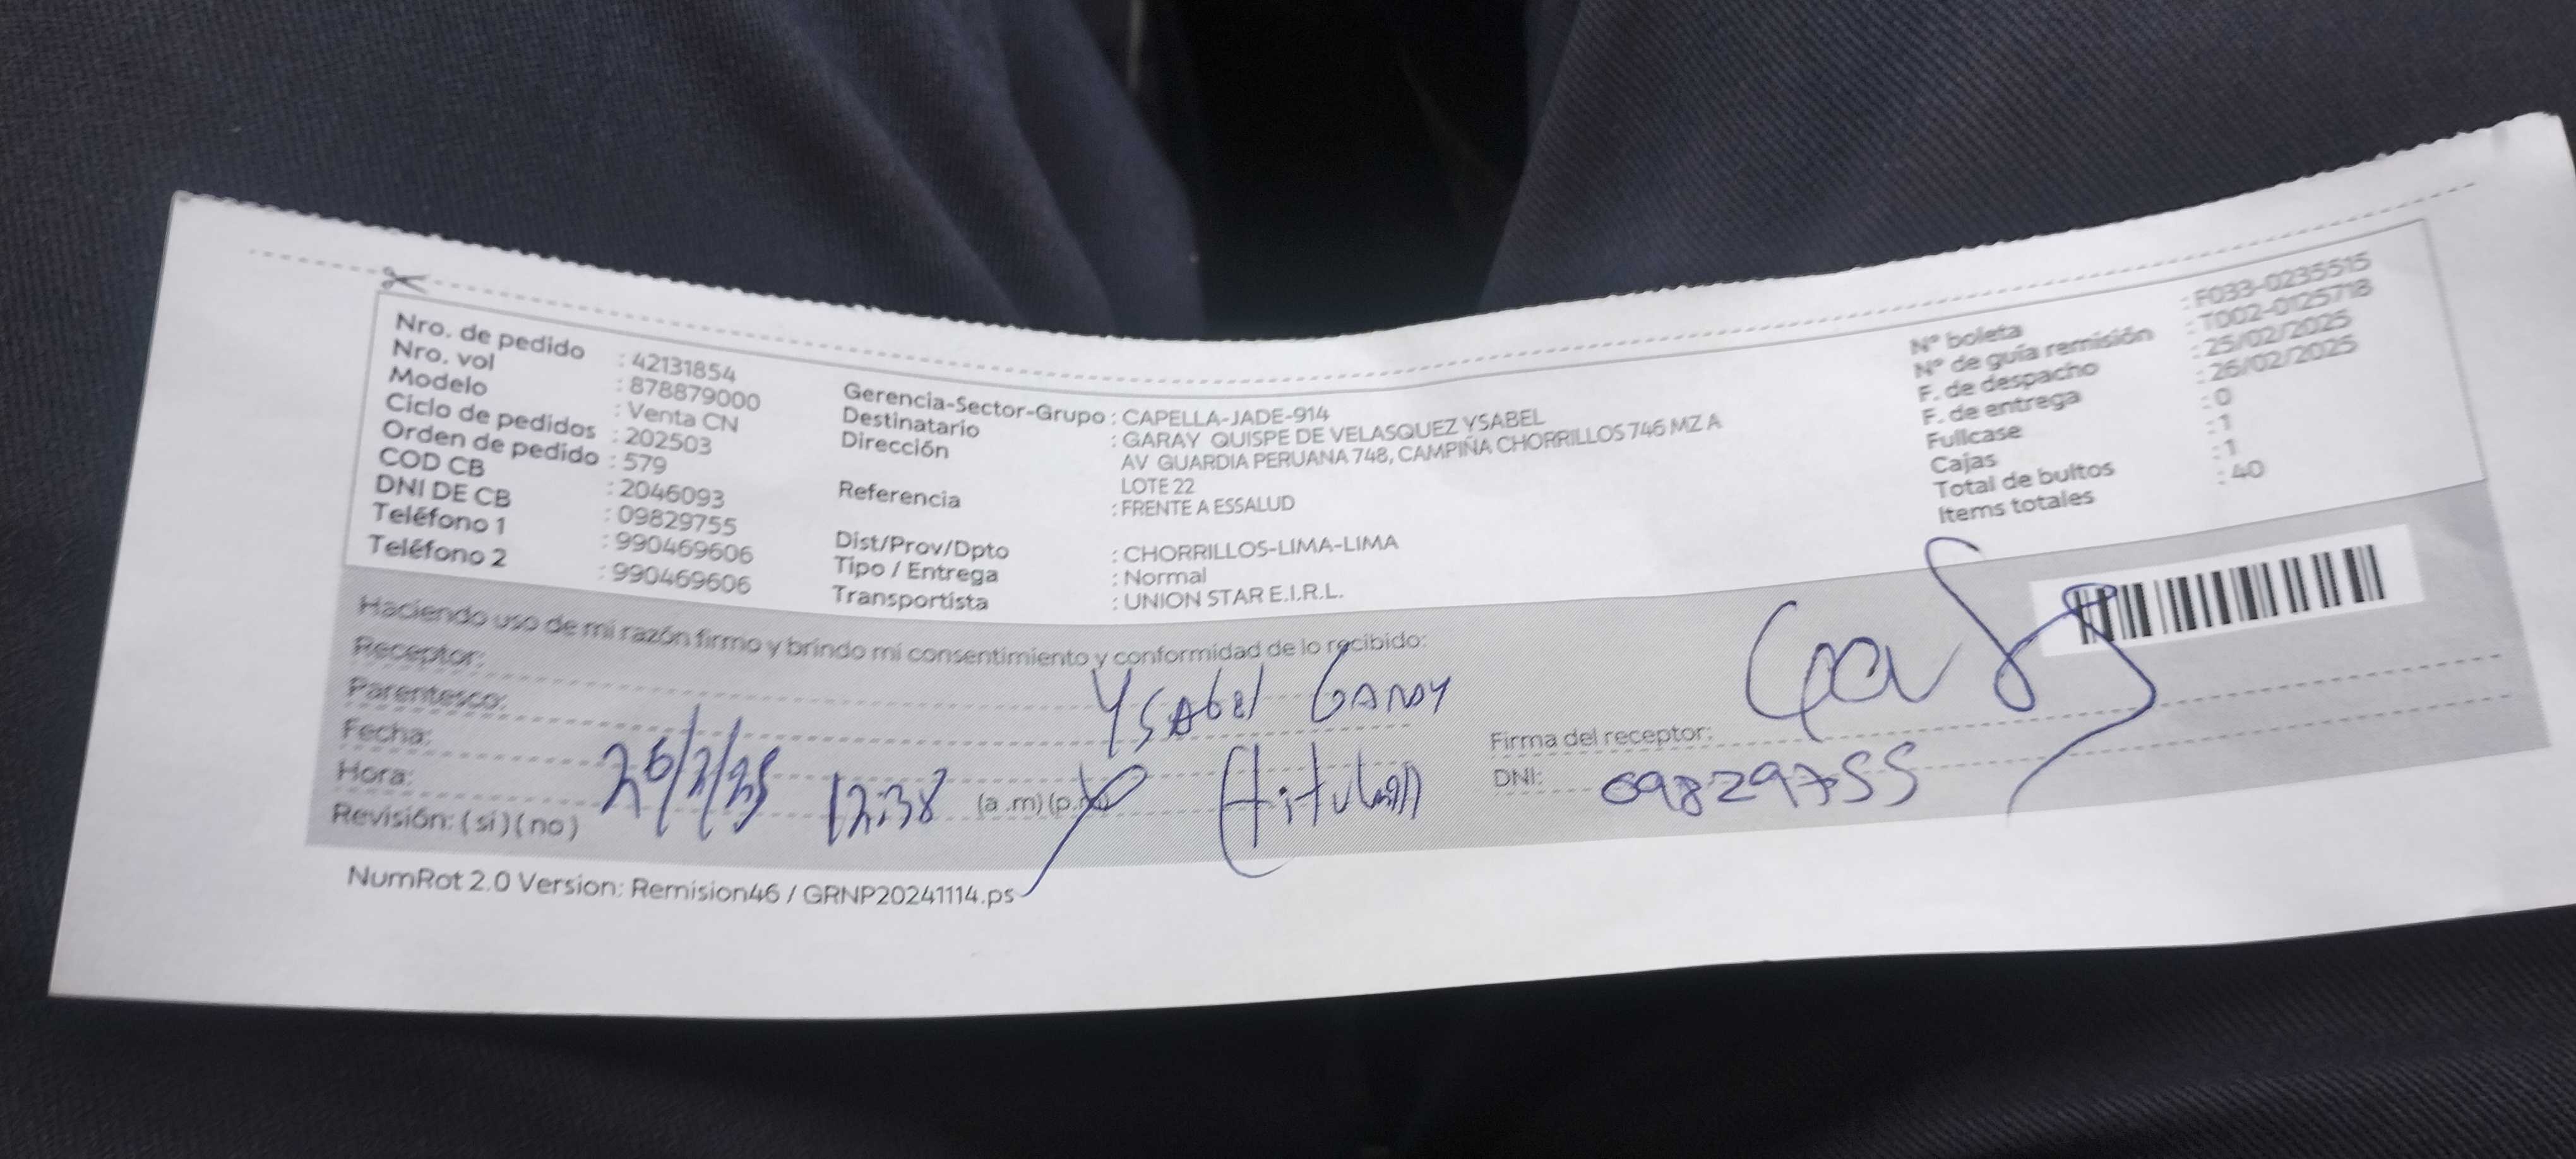 Nro. de pedido : 42131854
Nro. vol : 878879000
Modelo : Venta CN
Ciclo de pedidos : 202503
Orden de pedido : 579
COD CB : 2046093
DNI DE CB : 09829755
Teléfono 1 : 990469606
Teléfono 2 : 990469606
Gerencia-Sector-Grupo : CAPELLA-JADE-914
Destinatario : GARAY QUISPE DE VELASQUEZ YSABEL
Dirección : AV GUARDIA PERUANA 748, CAMPIÑA CHORRILLOS 746 MZ A
LOTE 22
Referencia : FRENTE A ESSALUD
Dist/Prov/Dpto : CHORRILLOS-LIMA-LIMA
Tipo / Entrega : Normal
Transportista : UNION STAR E.I.R.L.
N° boleta : F033-0235515
N° de guía remisión : T002-0125718
F. de despacho : 25/02/2025
F. de entrega : 26/02/2025
Fullcase : 0
Cajas : 1
Total de bultos : 1
Items totales : 40
Haciendo uso de mi razón firmo y brindo mi consentimiento y conformidad de lo recibido:
Receptor: Ysabel Garay
Parentesco: (titular)
Fecha: 26/2/25
Hora: 12:38 (a.m)(p.m)
Revisión: (si)(no)
Firma del receptor: Garay
DNI: 09829755
NumRot 2.0 Version: Remision46 / GRNP20241114.ps